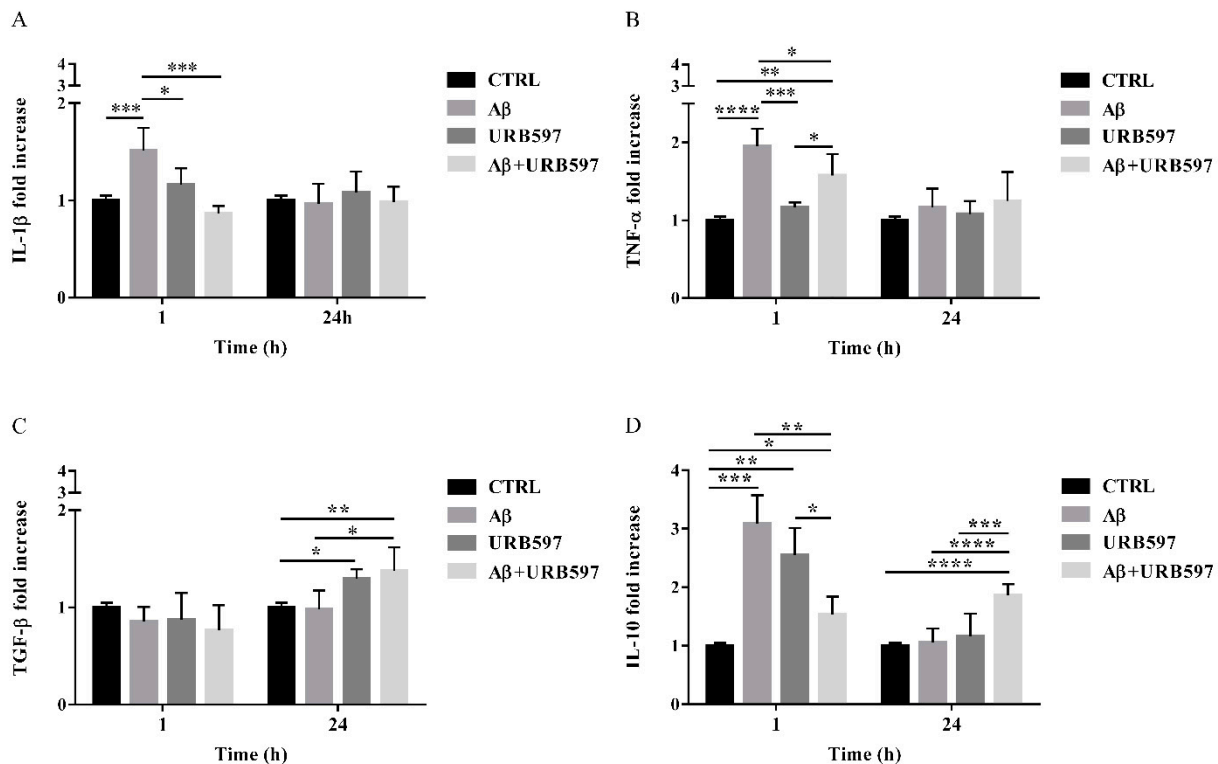 A
IL-1β fold increase
4
3
2
1
0
***
*
***
1
24h
Time (h)
CTRL
Aβ
URB597
Aβ+URB597
B
TNF-α fold increase
4
3
2
1
0
*
**
***
****
*
1
24
Time (h)
CTRL
Aβ
URB597
Aβ+URB597
C
TGF-β fold increase
4
3
2
1
0
**
*
*
1
24
Time (h)
CTRL
Aβ
URB597
Aβ+URB597
D
IL-10 fold increase
4
3
2
1
0
**
*
**
***
*
***
****
****
1
24
Time (h)
CTRL
Aβ
URB597
Aβ+URB597